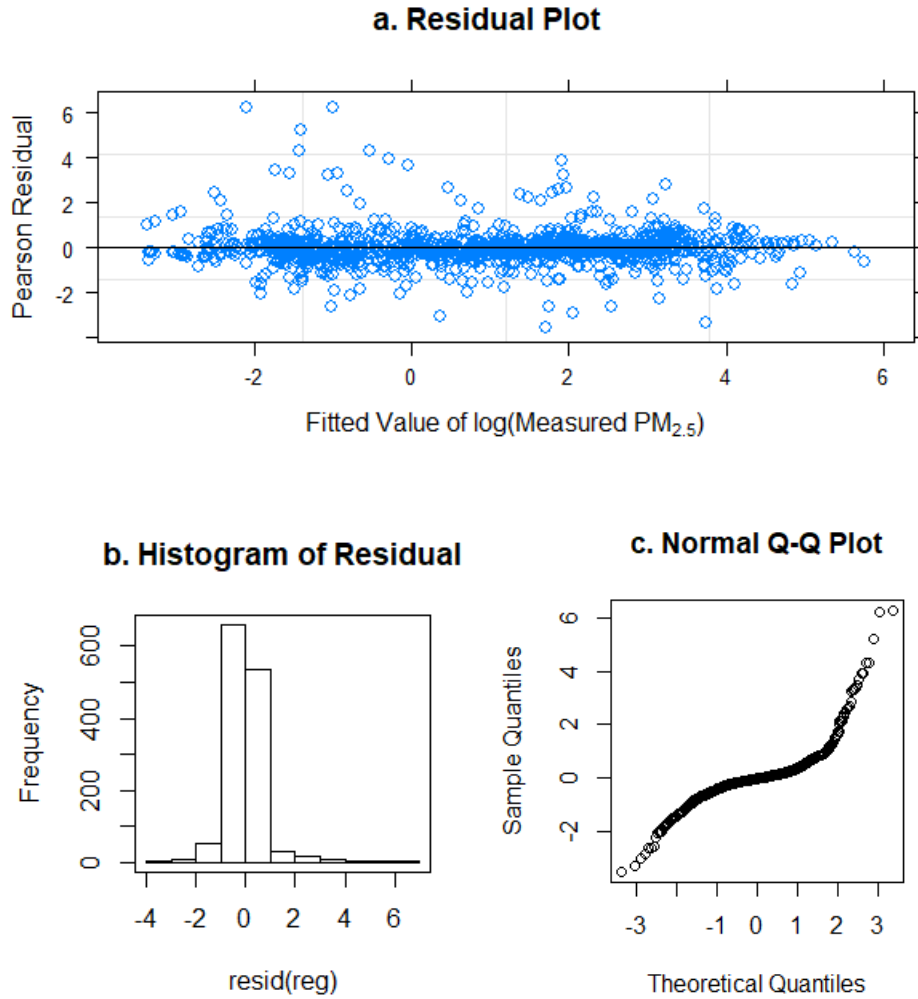 a. Residual Plot
Pearson Residual
6
4
2
0
-2
-2 0 2 4 6
Fitted Value of log(Measured PM2.5)
b. Histogram of Residual
Frequency
600
400
200
0
-4 -2 0 2 4 6
resid(reg)
c. Normal Q-Q Plot
Sample Quantiles
6
4
2
0
-2
-3 -1 0 1 2 3
Theoretical Quantiles